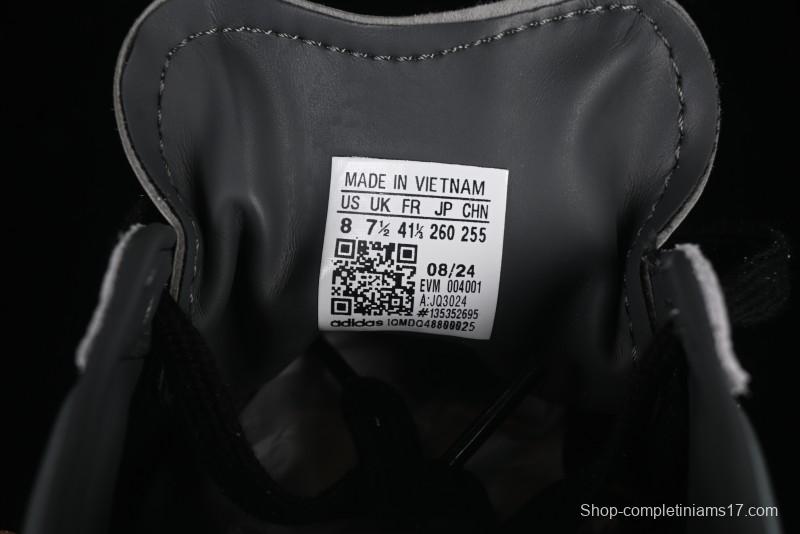 MADE IN VIETNAM
US UK FR JP CHN
8 7½ 41⅓ 260 255
08/24
EVM 004001
A:JQ3024
#135352695
adidas IQMDQ48800025
Shop-completiniams17.com